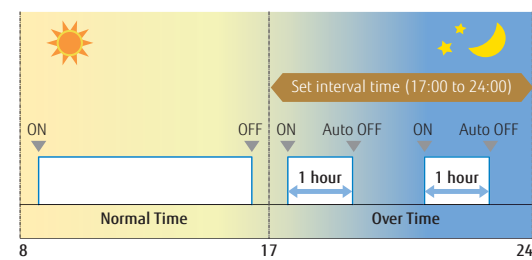 Set interval time (17:00 to 24:00)
ON OFF ON Auto OFF ON Auto OFF
1 hour 1 hour
Normal Time Over Time
8 17 24